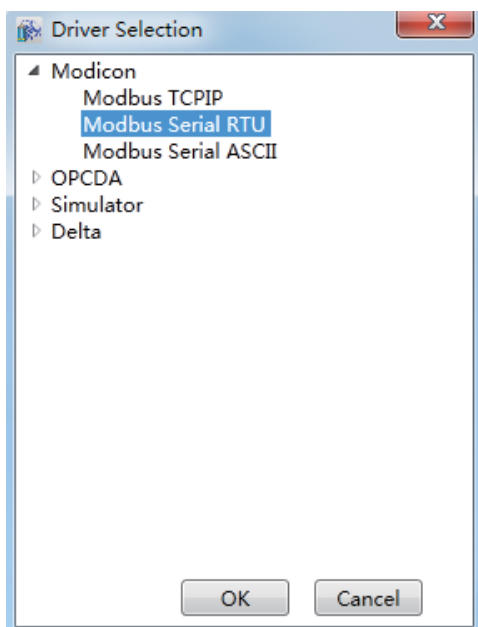 Driver Selection
Modicon
Modbus TCPIP
Modbus Serial RTU
Modbus Serial ASCII
OPCDA
Simulator
Delta
OK Cancel